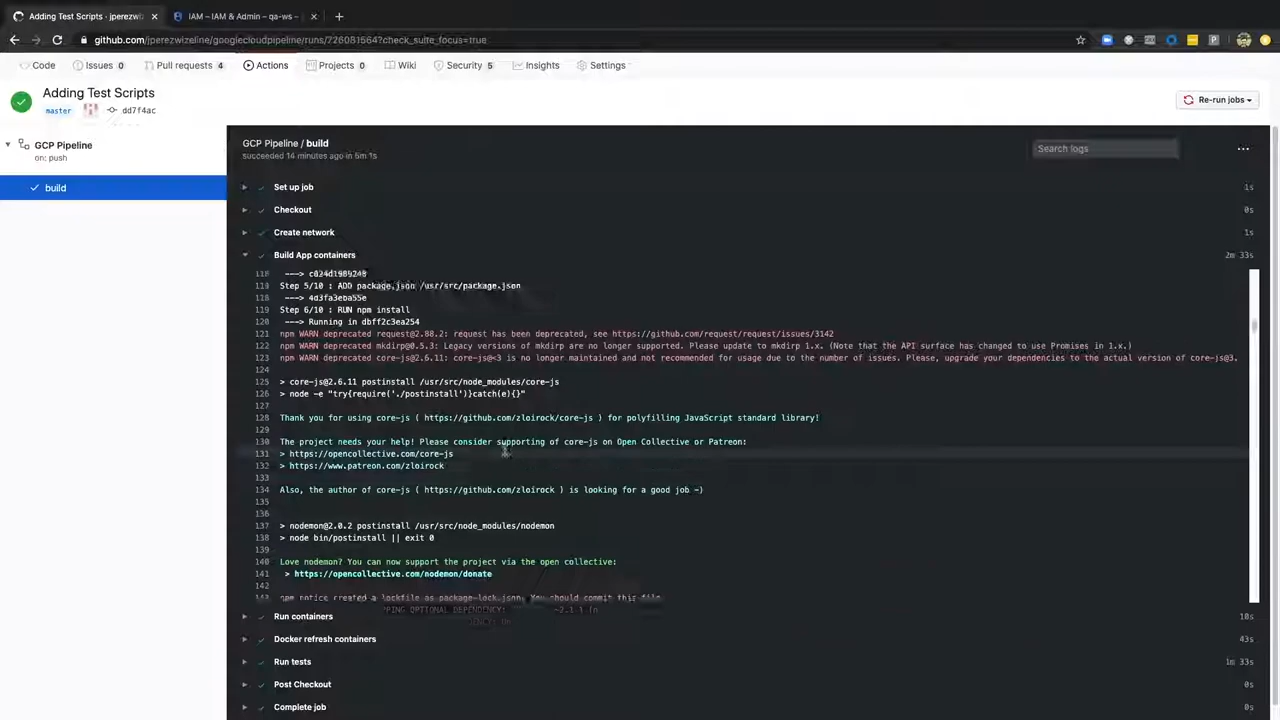 Adding Test Scripts · jperezwiz
IAM – IAM & Admin – qa-ws –
github.com/jperezwizeline/googlecloudpipeline/runs/726081564?check_suite_focus=true
Code
Issues 0
Pull requests 4
Actions
Projects 0
Wiki
Security 5
Insights
Settings
Adding Test Scripts
master
dd7f4ac
Re-run jobs
GCP Pipeline
on: push
build
GCP Pipeline / build
succeeded 14 minutes ago in 5m 1s
Search logs
Set up job 1s
Checkout 0s
Create network 1s
Build App containers 2m 33s
Step 5/10 : ADD package.json /usr/src/package.json
---> 4d3fa3eba55e
119 Step 6/10 : RUN npm install
120 ---> Running in dbff2c3ea254
121 npm WARN deprecated request@2.88.2: request has been deprecated, see https://github.com/request/request/issues/3142
122 npm WARN deprecated mkdirp@0.5.3: Legacy versions of mkdirp are no longer supported. Please update to mkdirp 1.x. (Note that the API surface has changed to use Promises in 1.x.)
123 npm WARN deprecated core-js@2.6.11: core-js@<3 is no longer maintained and not recommended for usage due to the number of issues. Please, upgrade your dependencies to the actual version of core-js@3.
124
125 > core-js@2.6.11 postinstall /usr/src/node_modules/core-js
126 > node -e "try{require('./postinstall')}catch(e){}"
127
128 Thank you for using core-js ( https://github.com/zloirock/core-js ) for polyfilling JavaScript standard library!
129
130 The project needs your help! Please consider supporting of core-js on Open Collective or Patreon:
131 > https://opencollective.com/core-js
132 > https://www.patreon.com/zloirock
133
134 Also, the author of core-js ( https://github.com/zloirock ) is looking for a good job -)
135
136
137 > nodemon@2.0.2 postinstall /usr/src/node_modules/nodemon
138 > node bin/postinstall || exit 0
139
140 Love nodemon? You can now support the project via the open collective:
141 > https://opencollective.com/nodemon/donate
142
143 npm notice created a lockfile as package-lock.json. You should commit this file
OPTIONAL DEPENDENCY:
Run containers 10s
Docker refresh containers 43s
Run tests 1m 33s
Post Checkout 0s
Complete job 0s